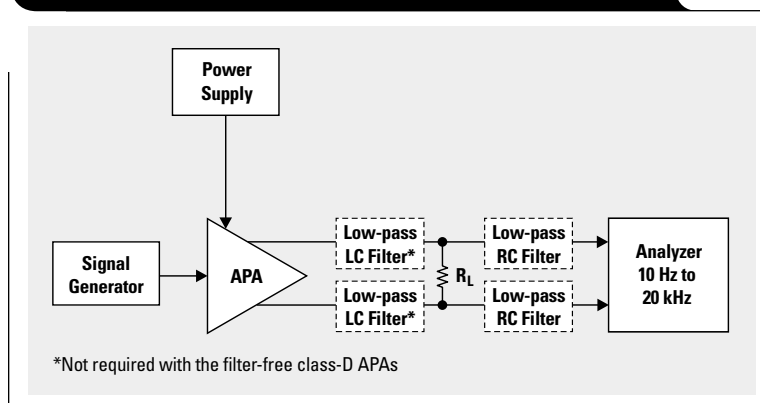 Power
Supply
Low-pass
LC Filter*
Low-pass
RC Filter
Signal
Generator
APA
RL
Analyzer
10 Hz to
20 kHz
Low-pass
LC Filter*
Low-pass
RC Filter
*Not required with the filter-free class-D APAs